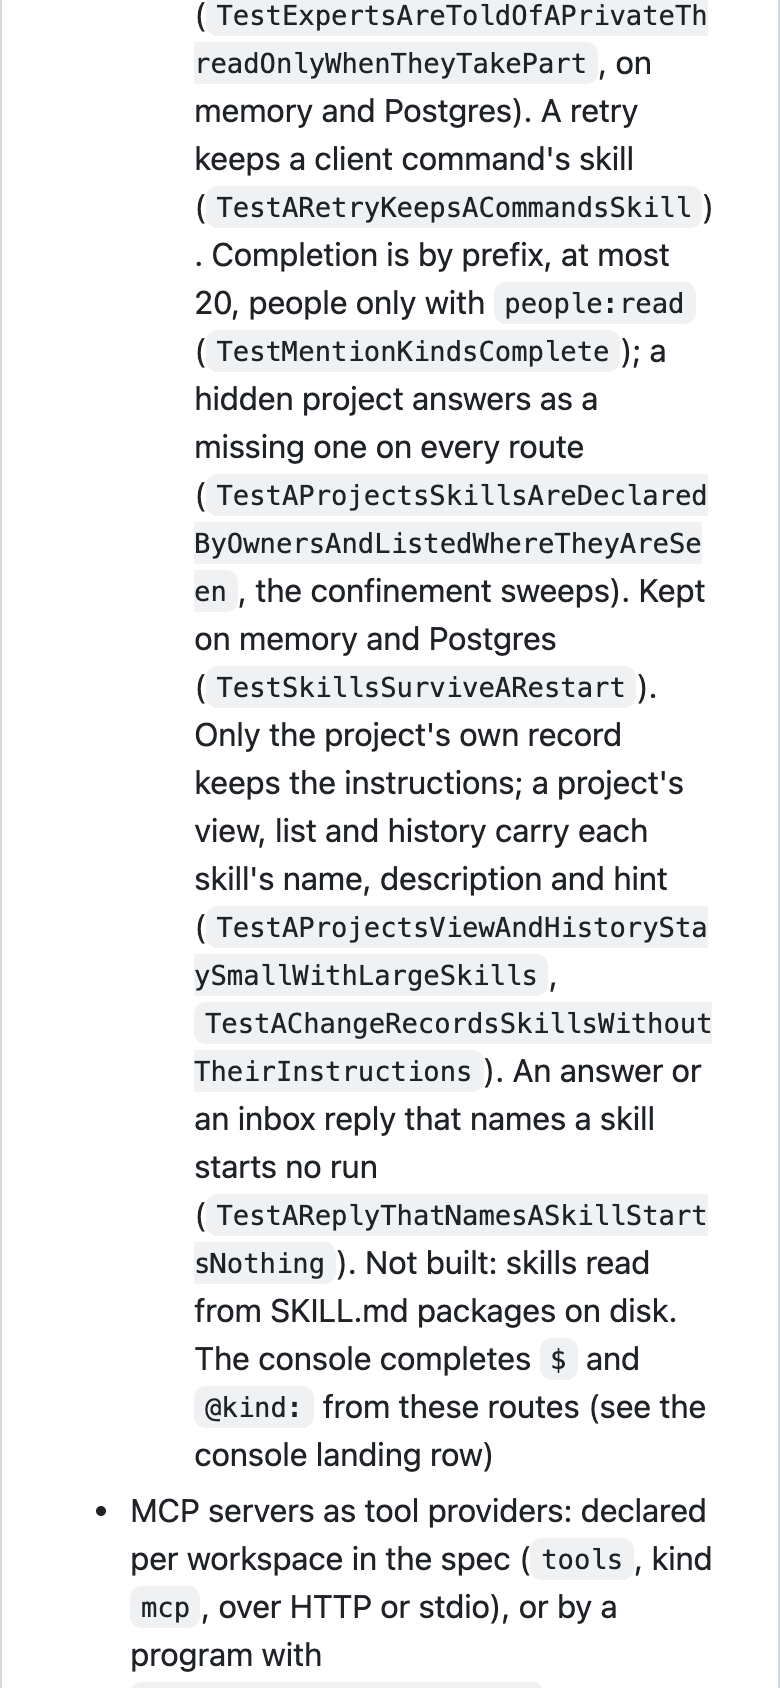 (TestExpertsAreToldOfAPrivateTh
readOnlyWhenTheyTakePart, on
memory and Postgres). A retry
keeps a client command's skill
(TestARetryKeepsACommandsSkill)
. Completion is by prefix, at most
20, people only with people:read
(TestMentionKindsComplete); a
hidden project answers as a
missing one on every route
(TestAProjectsSkillsAreDeclared
ByOwnersAndListedWhereTheyAreSe
en, the confinement sweeps). Kept
on memory and Postgres
(TestSkillsSurviveARestart).
Only the project's own record
keeps the instructions; a project's
view, list and history carry each
skill's name, description and hint
(TestAProjectsViewAndHistorySta
ySmallWithLargeSkills,
TestAChangeRecordsSkillsWithout
TheirInstructions). An answer or
an inbox reply that names a skill
starts no run
(TestAReplyThatNamesASkillStart
sNothing). Not built: skills read
from SKILL.md packages on disk.
The console completes $ and
@kind: from these routes (see the
console landing row)
• MCP servers as tool providers: declared
per workspace in the spec (tools, kind
mcp, over HTTP or stdio), or by a
program with